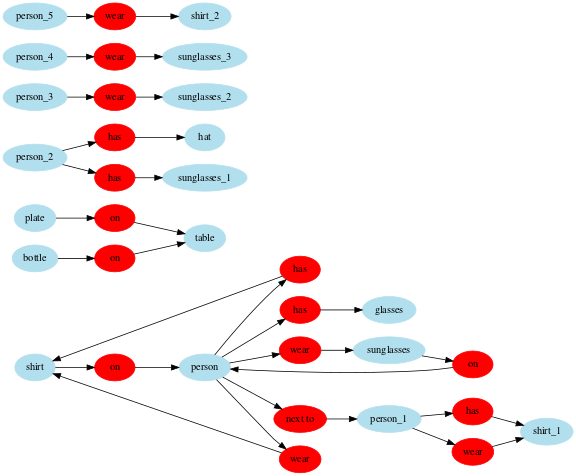 person_5 wear shirt_2
person_4 wear sunglasses_3
person_3 wear sunglasses_2
has hat
person_2
has sunglasses_1
plate on
table
bottle on
has
has glasses
wear sunglasses
on
shirt on person
has
next to person_1
shirt_1
wear
wear